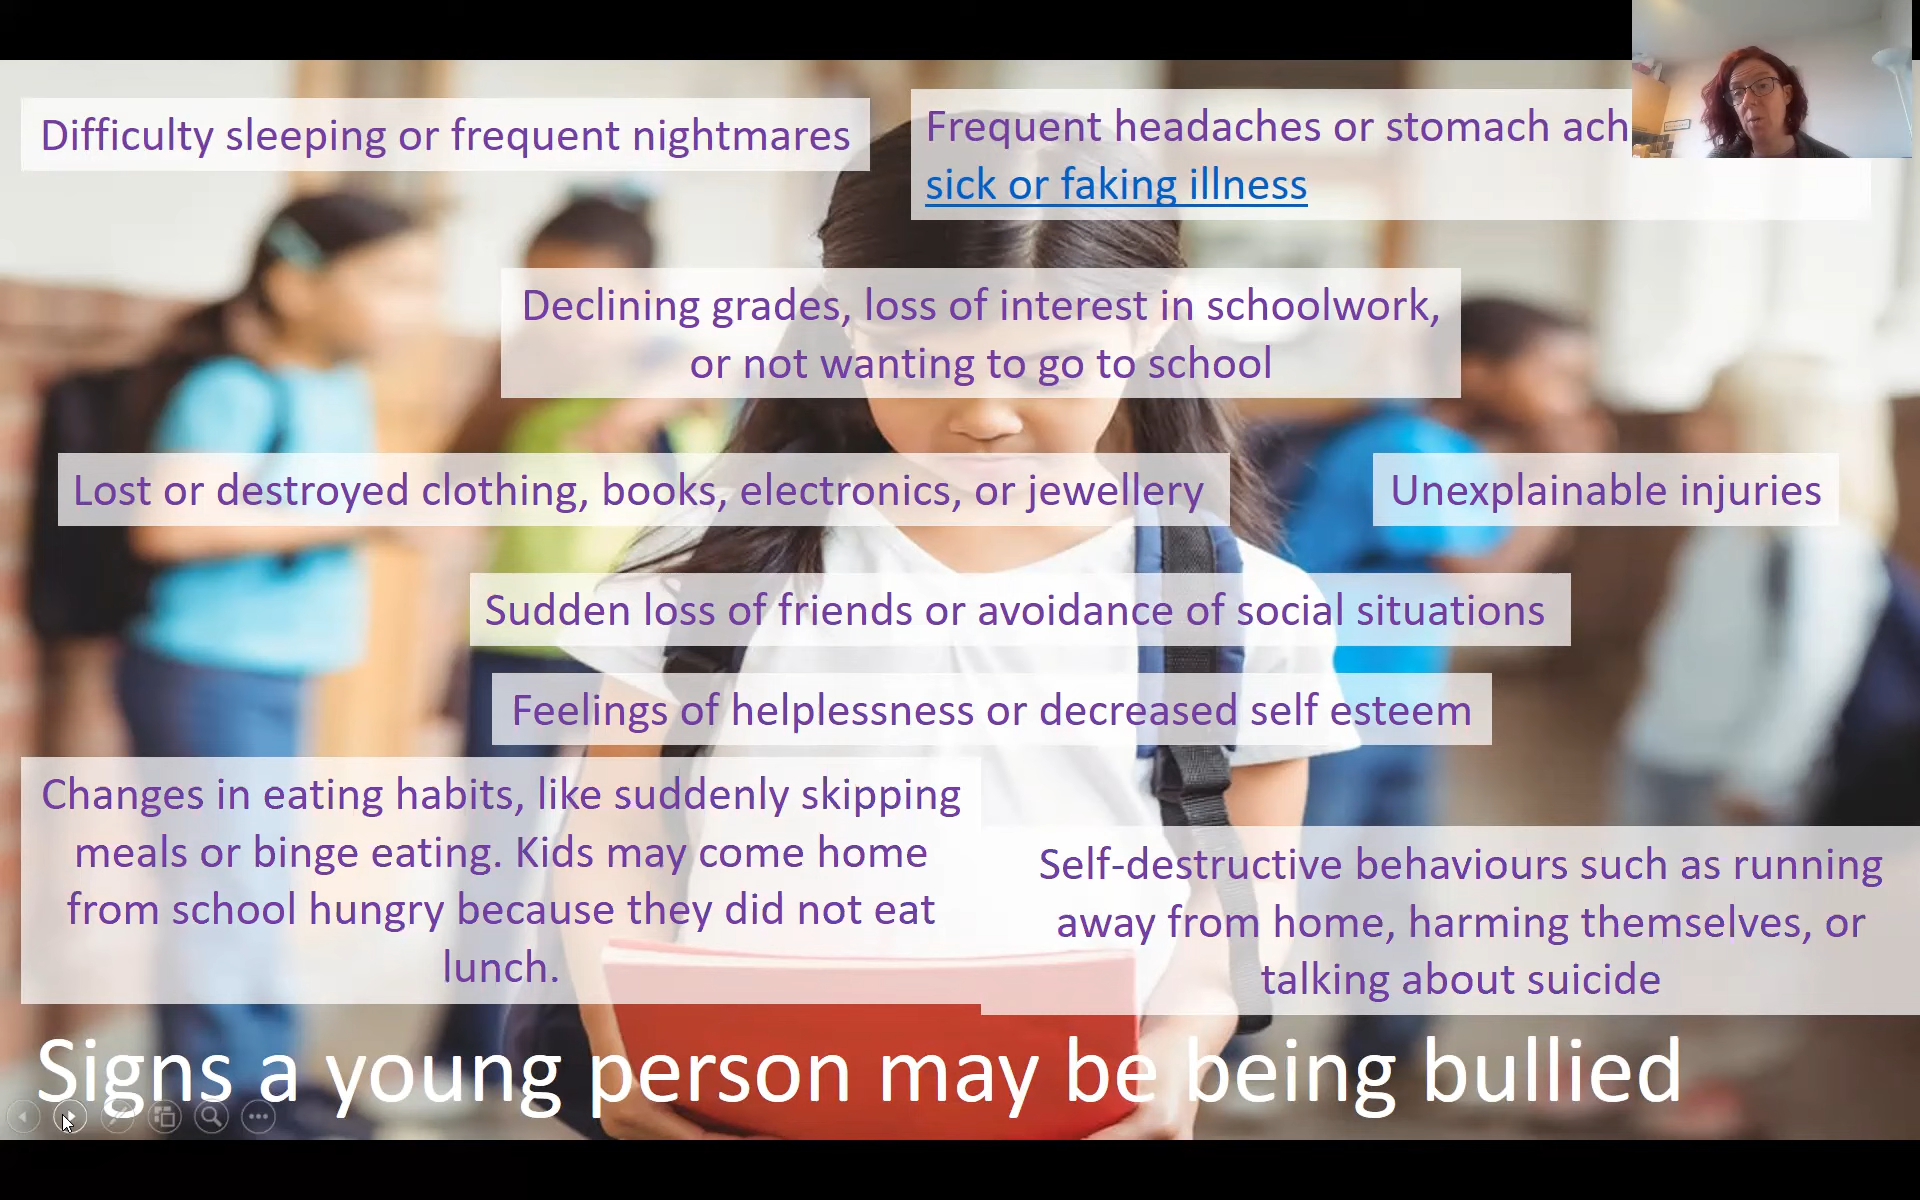 Difficulty sleeping or frequent nightmares
Frequent headaches or stomach
sick or faking illness
Declining grades, loss of interest in schoolwork,
or not wanting to go to school
Lost or destroyed clothing, books, electronics, or jewellery
Unexplainable injuries
Sudden loss of friends or avoidance of social situations
Feelings of helplessness or decreased self esteem
Changes in eating habits, like suddenly skipping
meals or binge eating. Kids may come home
from school hungry because they did not eat
lunch.
Self-destructive behaviours such as running
away from home, harming themselves, or
talking about suicide
Signs a young person may be being bullied